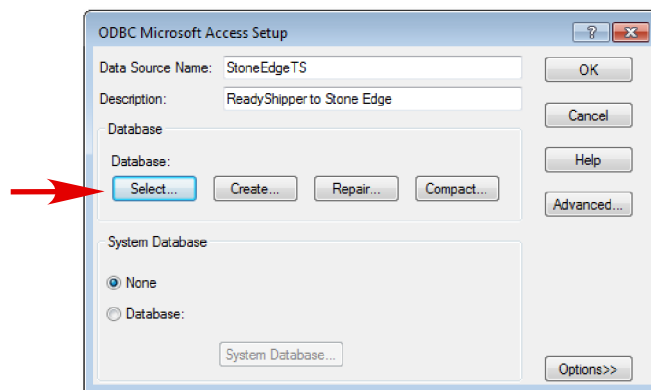 ODBC Microsoft Access Setup
Data Source Name: StoneEdgeTS
OK
Description: ReadyShipper to Stone Edge
Cancel
Database
Database:
Help
Select... Create... Repair... Compact...
Advanced...
System Database
None
Database:
System Database...
Options>>